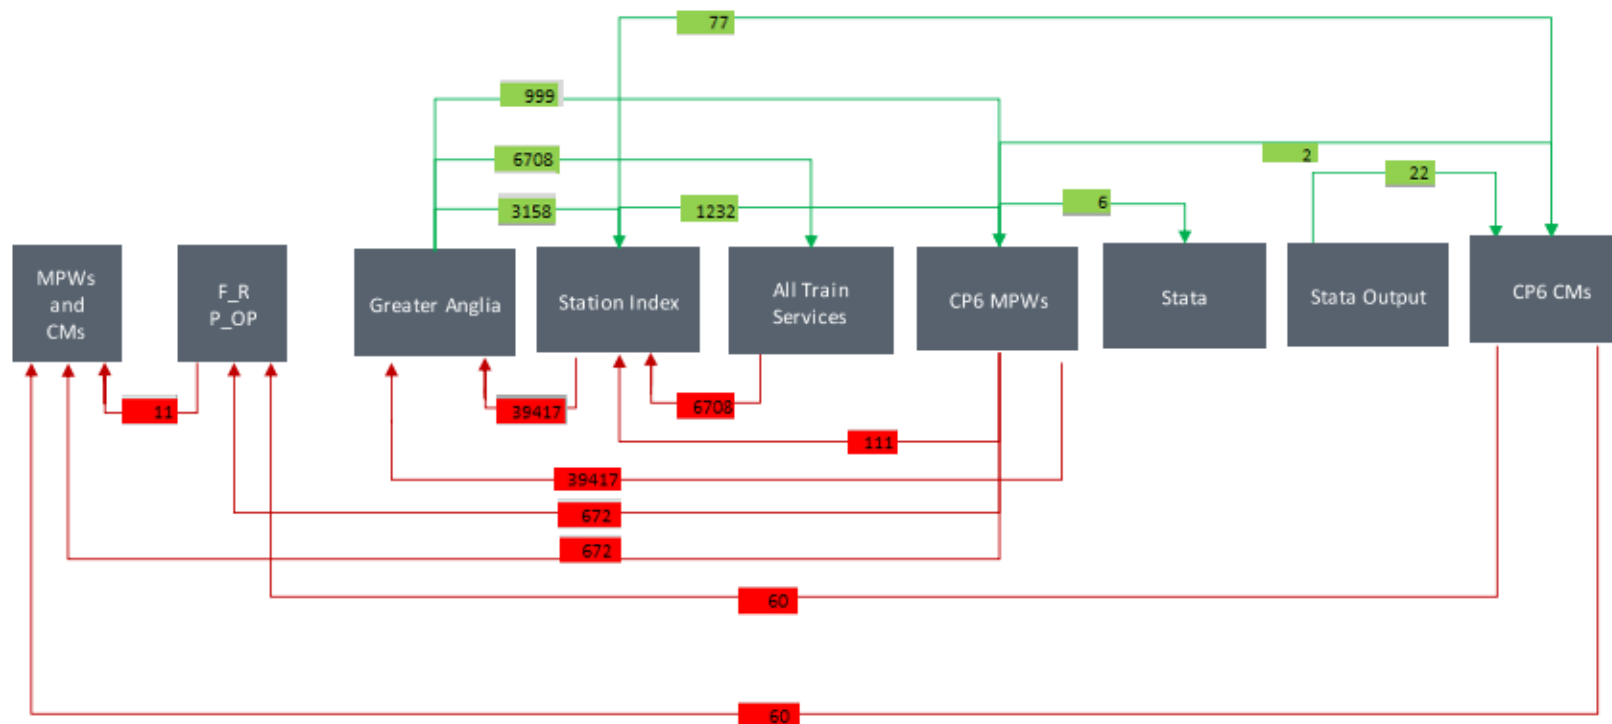 77
999
2
6708
22
6
3158
1232
MPWs
and
CMs
F_R
P_OP
Greater Anglia
Station Index
All Train
Services
CP6 MPWs
Stata
Stata Output
CP6 CMs
11
39417
6708
111
39417
672
672
60
60